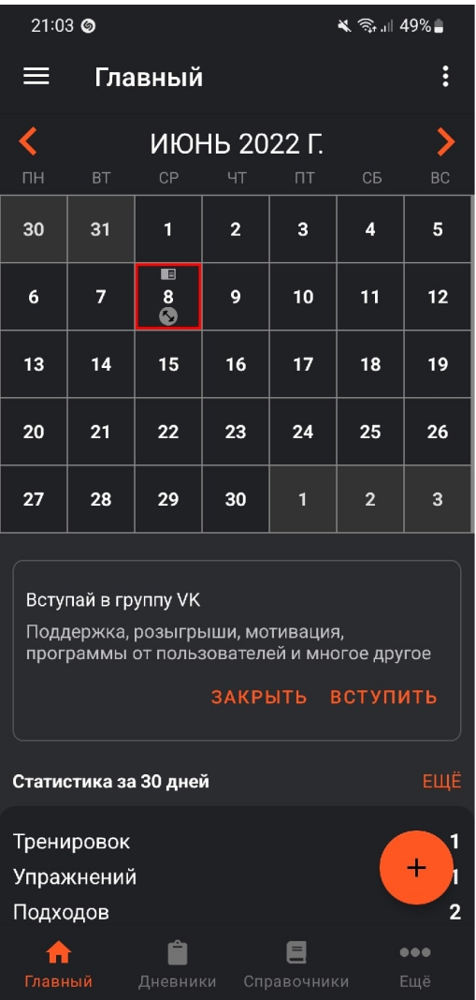 21:03 49%
Главный
ИЮНЬ 2022 Г.
ПН ВТ СР ЧТ ПТ СБ ВС
30 31 1 2 3 4 5
6 7 8 9 10 11 12
13 14 15 16 17 18 19
20 21 22 23 24 25 26
27 28 29 30 1 2 3
Вступай в группу VK
Поддержка, розыгрыши, мотивация,
программы от пользователей и многое другое
ЗАКРЫТЬ ВСТУПИТЬ
Статистика за 30 дней ЕЩЁ
Тренировок 1
Упражнений 1
Подходов 2
Главный Дневники Справочники Ещё